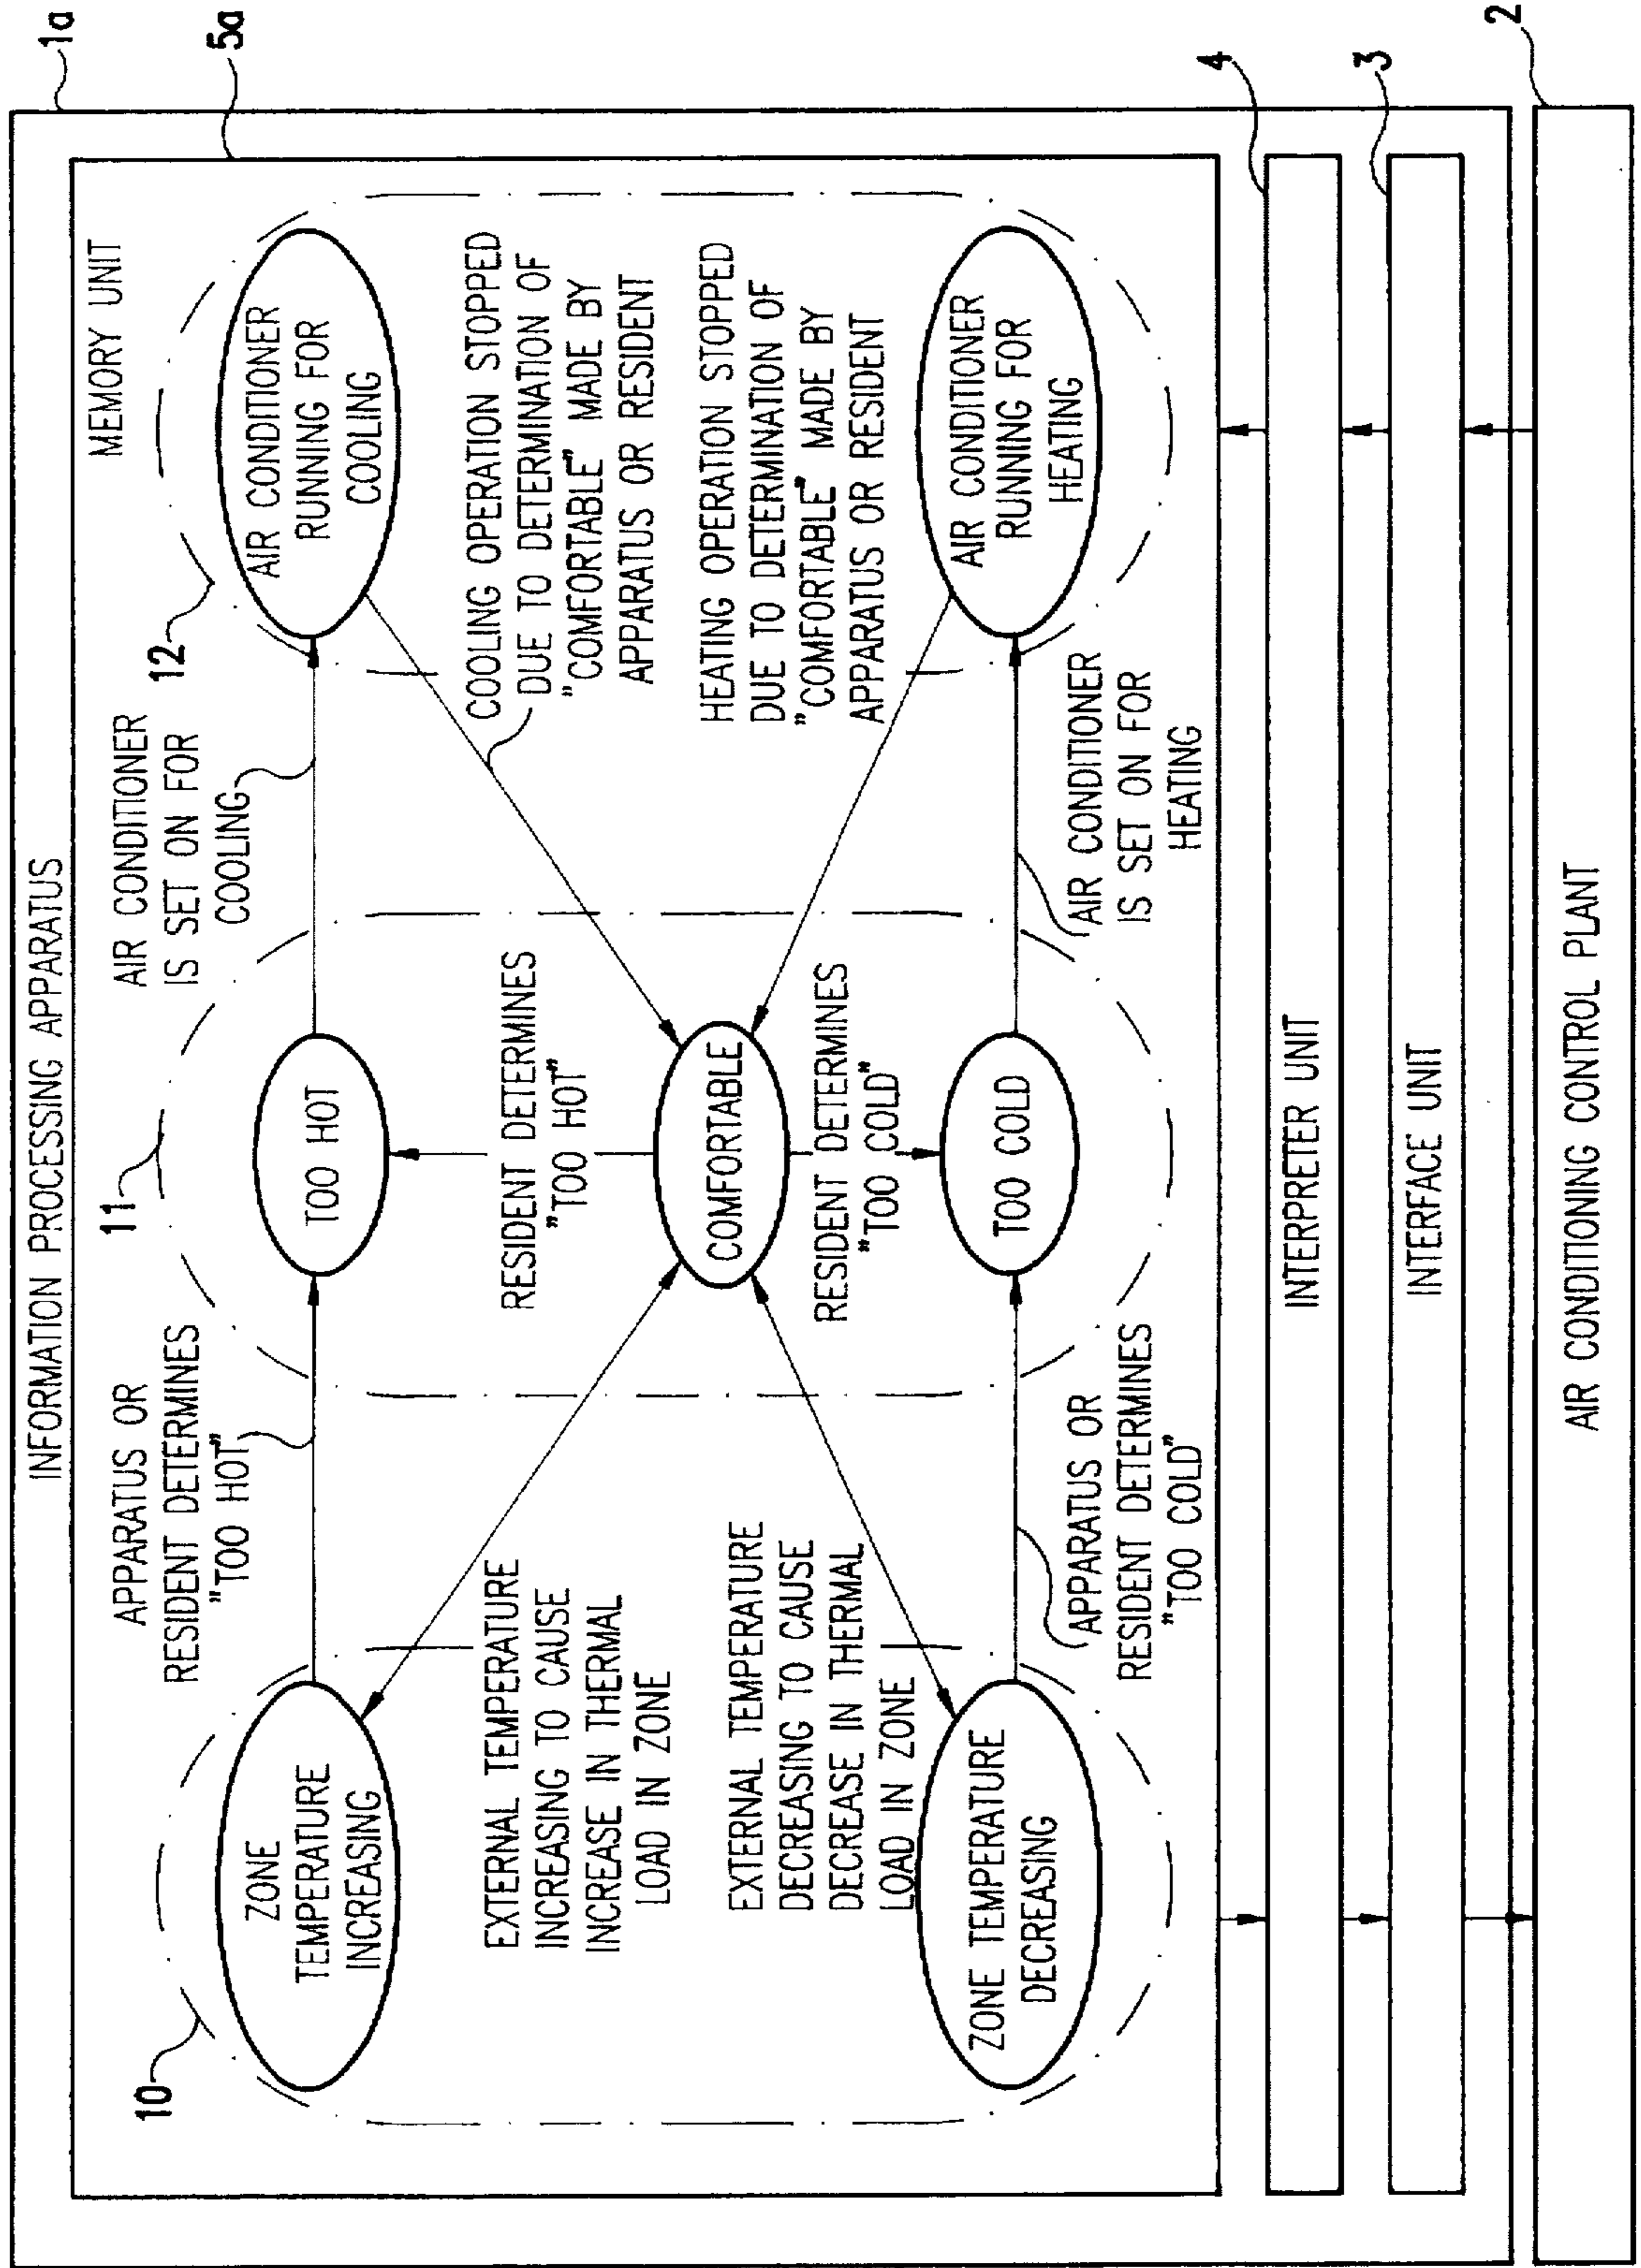 INFORMATION PROCESSING APPARATUS
1a
MEMORY UNIT
5a
10
11
12
ZONE
TEMPERATURE
INCREASING
APPARATUS OR
RESIDENT DETERMINES
"TOO HOT"
TOO HOT
AIR CONDITIONER
IS SET ON FOR
COOLING
AIR CONDITIONER
RUNNING FOR
COOLING
EXTERNAL TEMPERATURE
INCREASING TO CAUSE
INCREASE IN THERMAL
LOAD IN ZONE
RESIDENT DETERMINES
"TOO HOT"
COOLING OPERATION STOPPED
DUE TO DETERMINATION OF
"COMFORTABLE" MADE BY
APPARATUS OR RESIDENT
COMFORTABLE
EXTERNAL TEMPERATURE
DECREASING TO CAUSE
DECREASE IN THERMAL
LOAD IN ZONE
RESIDENT DETERMINES
"TOO COLD"
HEATING OPERATION STOPPED
DUE TO DETERMINATION OF
"COMFORTABLE" MADE BY
APPARATUS OR RESIDENT
ZONE TEMPERATURE
DECREASING
APPARATUS OR
RESIDENT DETERMINES
"TOO COLD"
TOO COLD
AIR CONDITIONER
IS SET ON FOR
HEATING
AIR CONDITIONER
RUNNING FOR
HEATING
INTERPRETER UNIT
4
INTERFACE UNIT
3
AIR CONDITIONING CONTROL PLANT
2